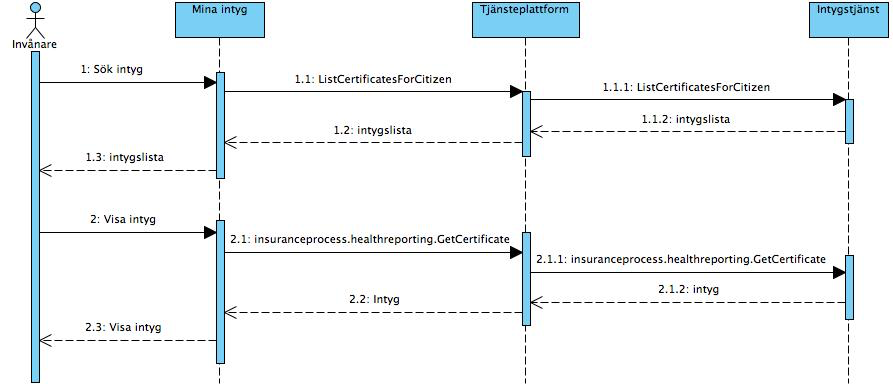 Mina intyg
Tjänsteplattform
Intygstjänst
Invånare
1: Sök intyg
1.1: ListCertificatesForCitizen
1.1.1: ListCertificatesForCitizen
1.1.2: intygslista
1.2: intygslista
1.3: intygslista
2: Visa intyg
2.1: insuranceprocess.healthreporting.GetCertificate
2.1.1: insuranceprocess.healthreporting.GetCertificate
2.1.2: intyg
2.2: Intyg
2.3: Visa intyg